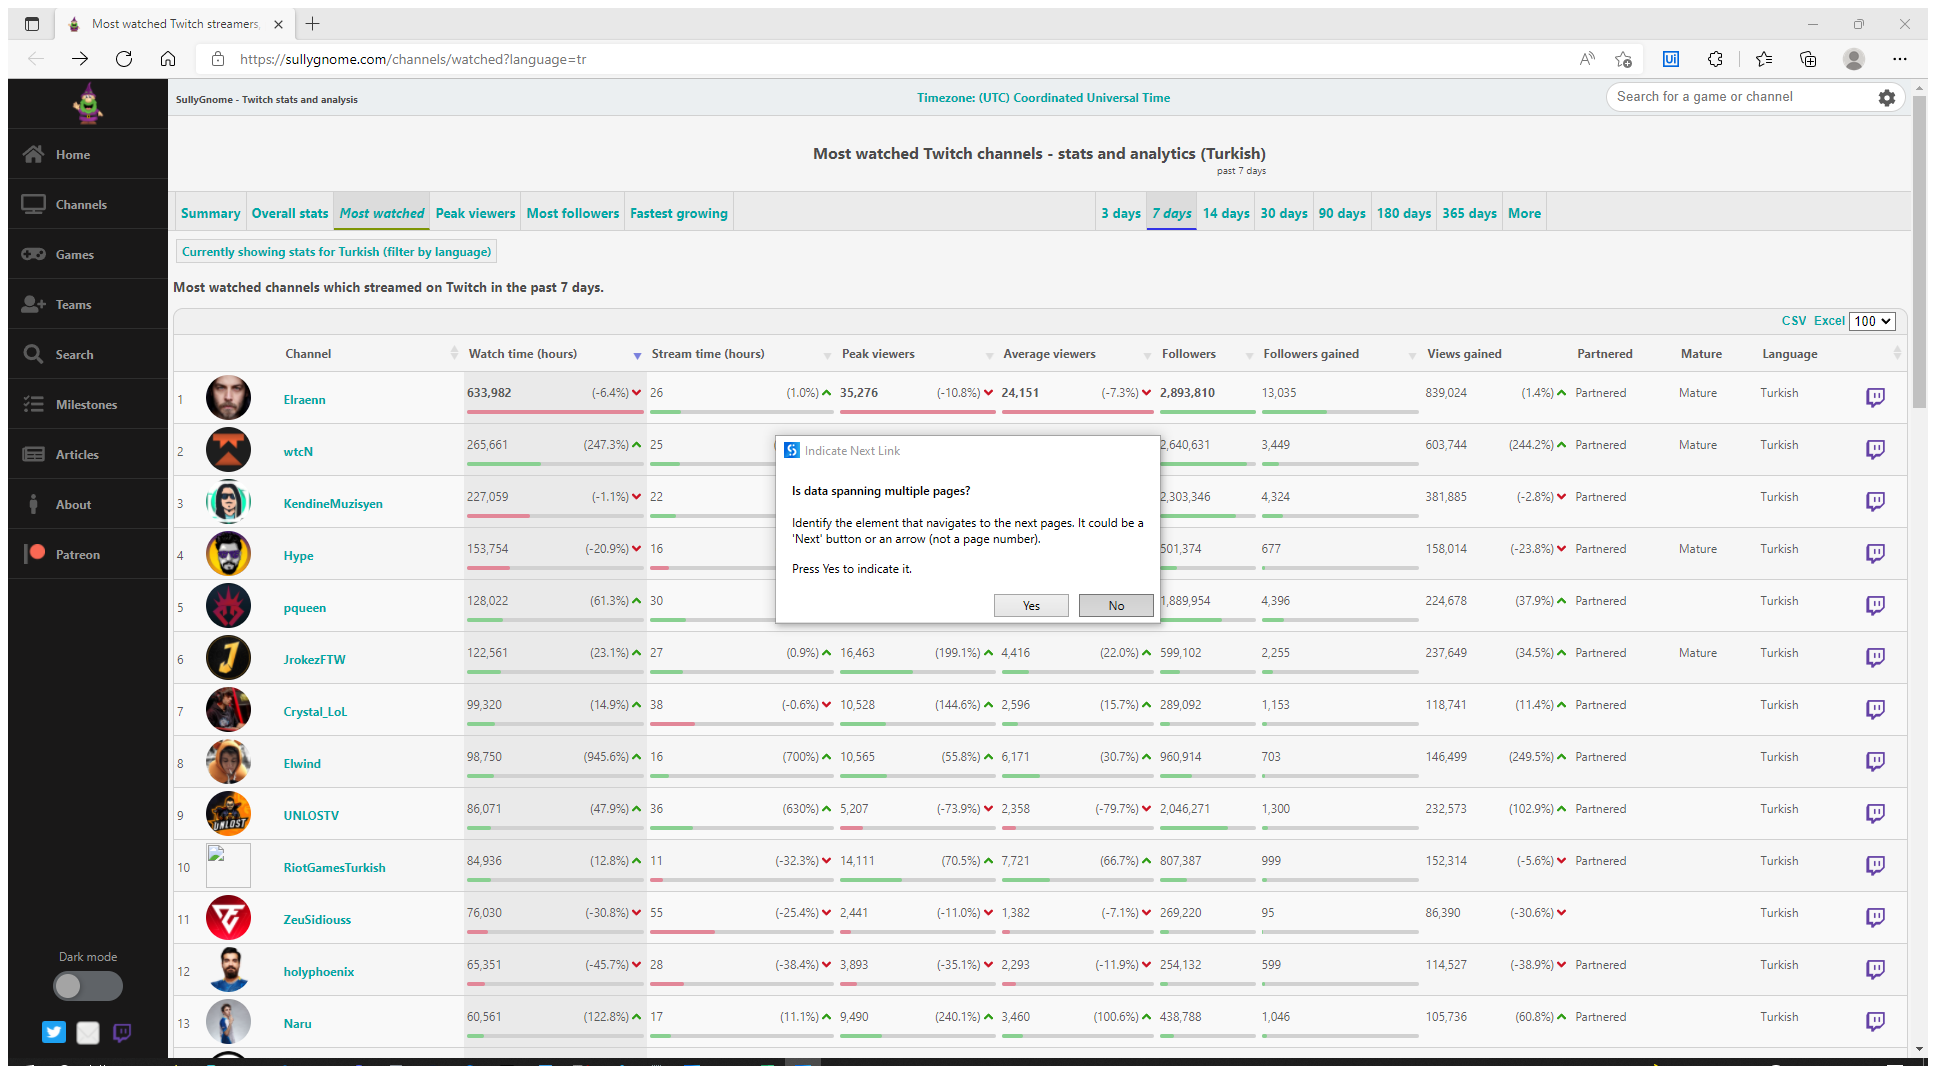 Most watched Twitch streamers,
https://sullygnome.com/channels/watched?language=tr
SullyGnome - Twitch stats and analysis
Timezone: (UTC) Coordinated Universal Time
Search for a game or channel
Home
Channels
Games
Teams
Search
Milestones
Articles
About
Patreon
Dark mode
Most watched Twitch channels - stats and analytics (Turkish)
past 7 days
Summary Overall stats Most watched Peak viewers Most followers Fastest growing 3 days 7 days 14 days 30 days 90 days 180 days 365 days More
Currently showing stats for Turkish (filter by language)
Most watched channels which streamed on Twitch in the past 7 days.
CSV Excel 100
Channel Watch time (hours) Stream time (hours) Peak viewers Average viewers Followers Followers gained Views gained Partnered Mature Language
1 Elraenn 633,982 (-6.4%) 26 (1.0%) 35,276 (-10.8%) 24,151 (-7.3%) 2,893,810 13,035 839,024 (1.4%) Partnered Mature Turkish
2 wtcN 265,661 (247.3%) 25 2,640,631 3,449 603,744 (244.2%) Partnered Mature Turkish
3 KendineMuzisyen 227,059 (-1.1%) 22 2,303,346 4,324 381,885 (-2.8%) Partnered Turkish
4 Hype 153,754 (-20.9%) 16 501,374 677 158,014 (-23.8%) Partnered Mature Turkish
5 pqueen 128,022 (61.3%) 30 1,889,954 4,396 224,678 (37.9%) Partnered Turkish
6 JrokezFTW 122,561 (23.1%) 27 (0.9%) 16,463 (199.1%) 4,416 (22.0%) 599,102 2,255 237,649 (34.5%) Partnered Mature Turkish
7 Crystal_LoL 99,320 (14.9%) 38 (-0.6%) 10,528 (144.6%) 2,596 (15.7%) 289,092 1,153 118,741 (11.4%) Partnered Turkish
8 Elwind 98,750 (945.6%) 16 (700%) 10,565 (55.8%) 6,171 (30.7%) 960,914 703 146,499 (249.5%) Partnered Turkish
9 UNLOSTV 86,071 (47.9%) 36 (630%) 5,207 (-73.9%) 2,358 (-79.7%) 2,046,271 1,300 232,573 (102.9%) Partnered Turkish
10 RiotGamesTurkish 84,936 (12.8%) 11 (-32.3%) 14,111 (70.5%) 7,721 (66.7%) 807,387 999 152,314 (-5.6%) Partnered Turkish
11 ZeuSidiouss 76,030 (-30.8%) 55 (-25.4%) 2,441 (-11.0%) 1,382 (-7.1%) 269,220 95 86,390 (-30.6%) Turkish
12 holyphoenix 65,351 (-45.7%) 28 (-38.4%) 3,893 (-35.1%) 2,293 (-11.9%) 254,132 599 114,527 (-38.9%) Partnered Turkish
13 Naru 60,561 (122.8%) 17 (11.1%) 9,490 (240.1%) 3,460 (100.6%) 438,788 1,046 105,736 (60.8%) Partnered Turkish
Indicate Next Link
Is data spanning multiple pages?
Identify the element that navigates to the next pages. It could be a
'Next' button or an arrow (not a page number).
Press Yes to indicate it.
Yes No